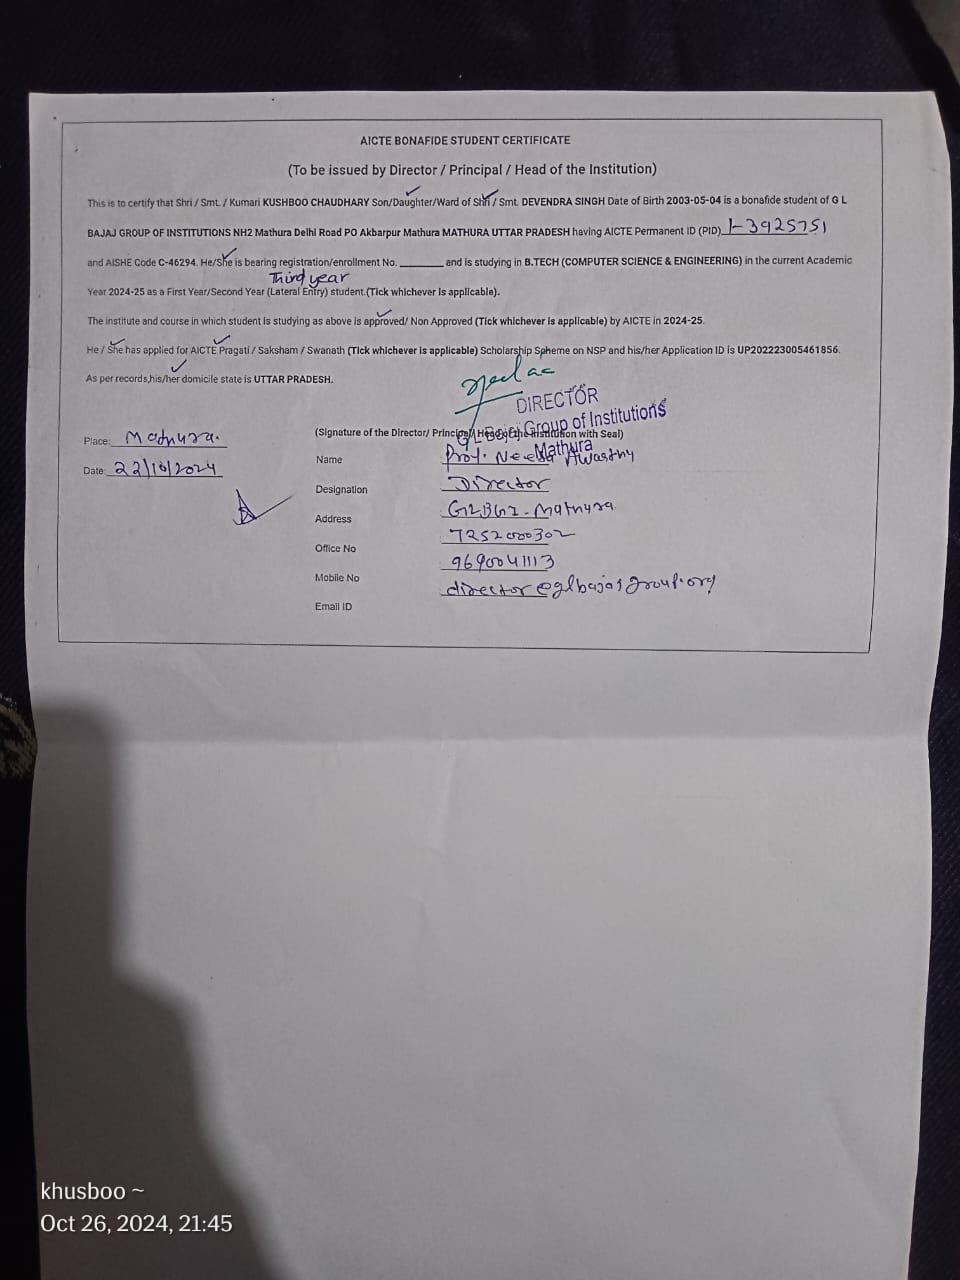 AICTE BONAFIDE STUDENT CERTIFICATE
(To be issued by Director / Principal / Head of the Institution)
This is to certify that Shri / Smt. / Kumari KUSHBOO CHAUDHARY Son/Daughter/Ward of Shri / Smt. DEVENDRA SINGH Date of Birth 2003-05-04 is a bonafide student of G L
BAJAJ GROUP OF INSTITUTIONS NH2 Mathura Delhi Road PO Akbarpur Mathura MATHURA UTTAR PRADESH having AICTE Permanent ID (PID) 1-3925751
and AISHE Code C-46294. He/She is bearing registration/enrollment No. ________ and is studying in B.TECH (COMPUTER SCIENCE & ENGINEERING) in the current Academic
Third year
Year 2024-25 as a First Year/Second Year (Lateral Entry) student.(Tick whichever is applicable).
The institute and course in which student is studying as above is approved/ Non Approved (Tick whichever is applicable) by AICTE in 2024-25.
He / She has applied for AICTE Pragati / Saksham / Swanath (Tick whichever is applicable) Scholarship Spheme on NSP and his/her Application ID is UP202223005461856.
As per records,his/her domicile state is UTTAR PRADESH.
DIRECTOR
GL Bajaj Group of Institutions
Mathura
Place: Mathura.
(Signature of the Director/ Principal/ Head of the Institution with Seal)
Date: 22/10/2024
Name Prof. Neeta Awasthy
Designation Director
Address GLBGI-Mathura
Office No 7252000302
Mobile No 9690041113
Email ID director@glbajajgroup.org
khusboo ~
Oct 26, 2024, 21:45